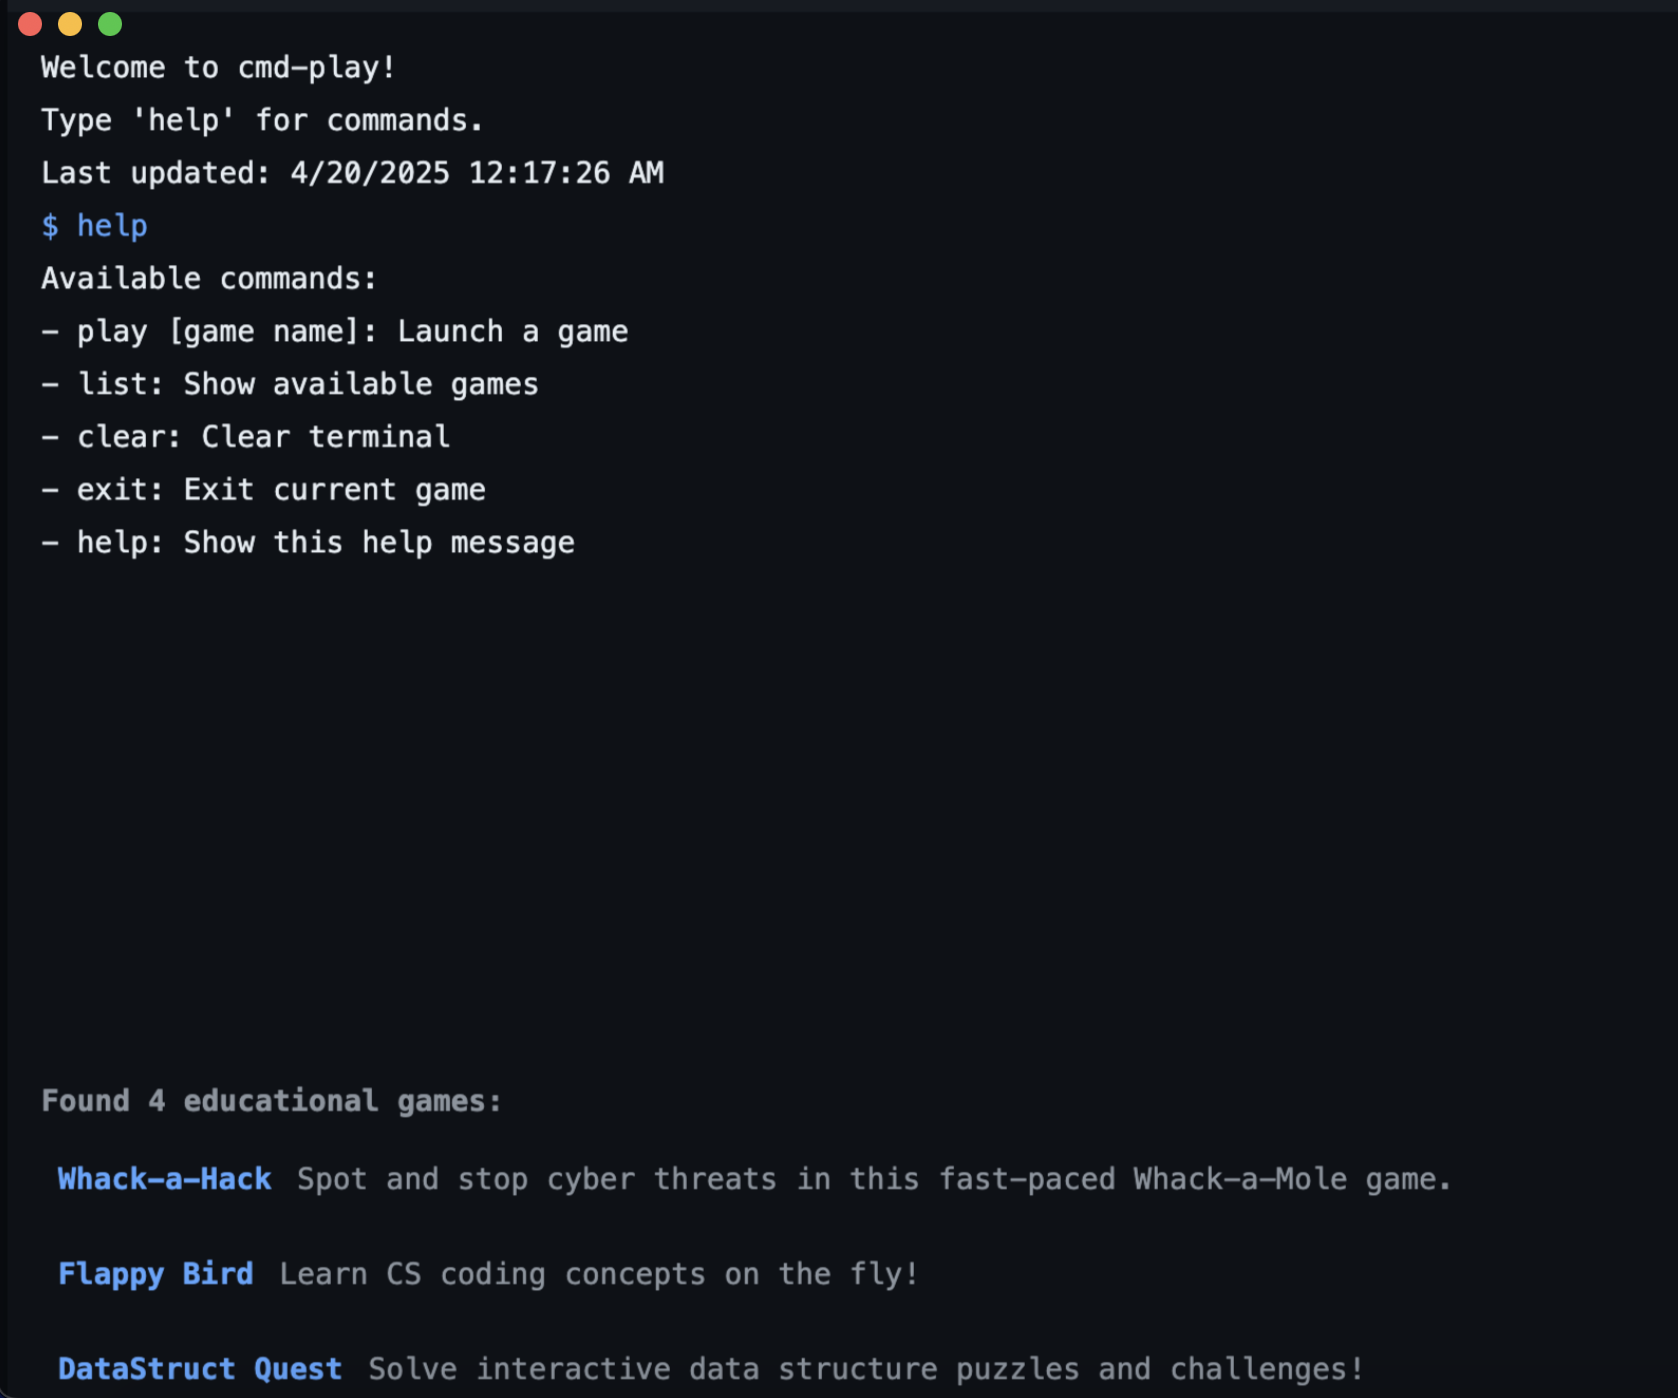 Welcome to cmd-play!
Type 'help' for commands.
Last updated: 4/20/2025 12:17:26 AM
$ help
Available commands:
- play [game name]: Launch a game
- list: Show available games
- clear: Clear terminal
- exit: Exit current game
- help: Show this help message
Found 4 educational games:
Whack-a-Hack Spot and stop cyber threats in this fast-paced Whack-a-Mole game.
Flappy Bird Learn CS coding concepts on the fly!
DataStruct Quest Solve interactive data structure puzzles and challenges!